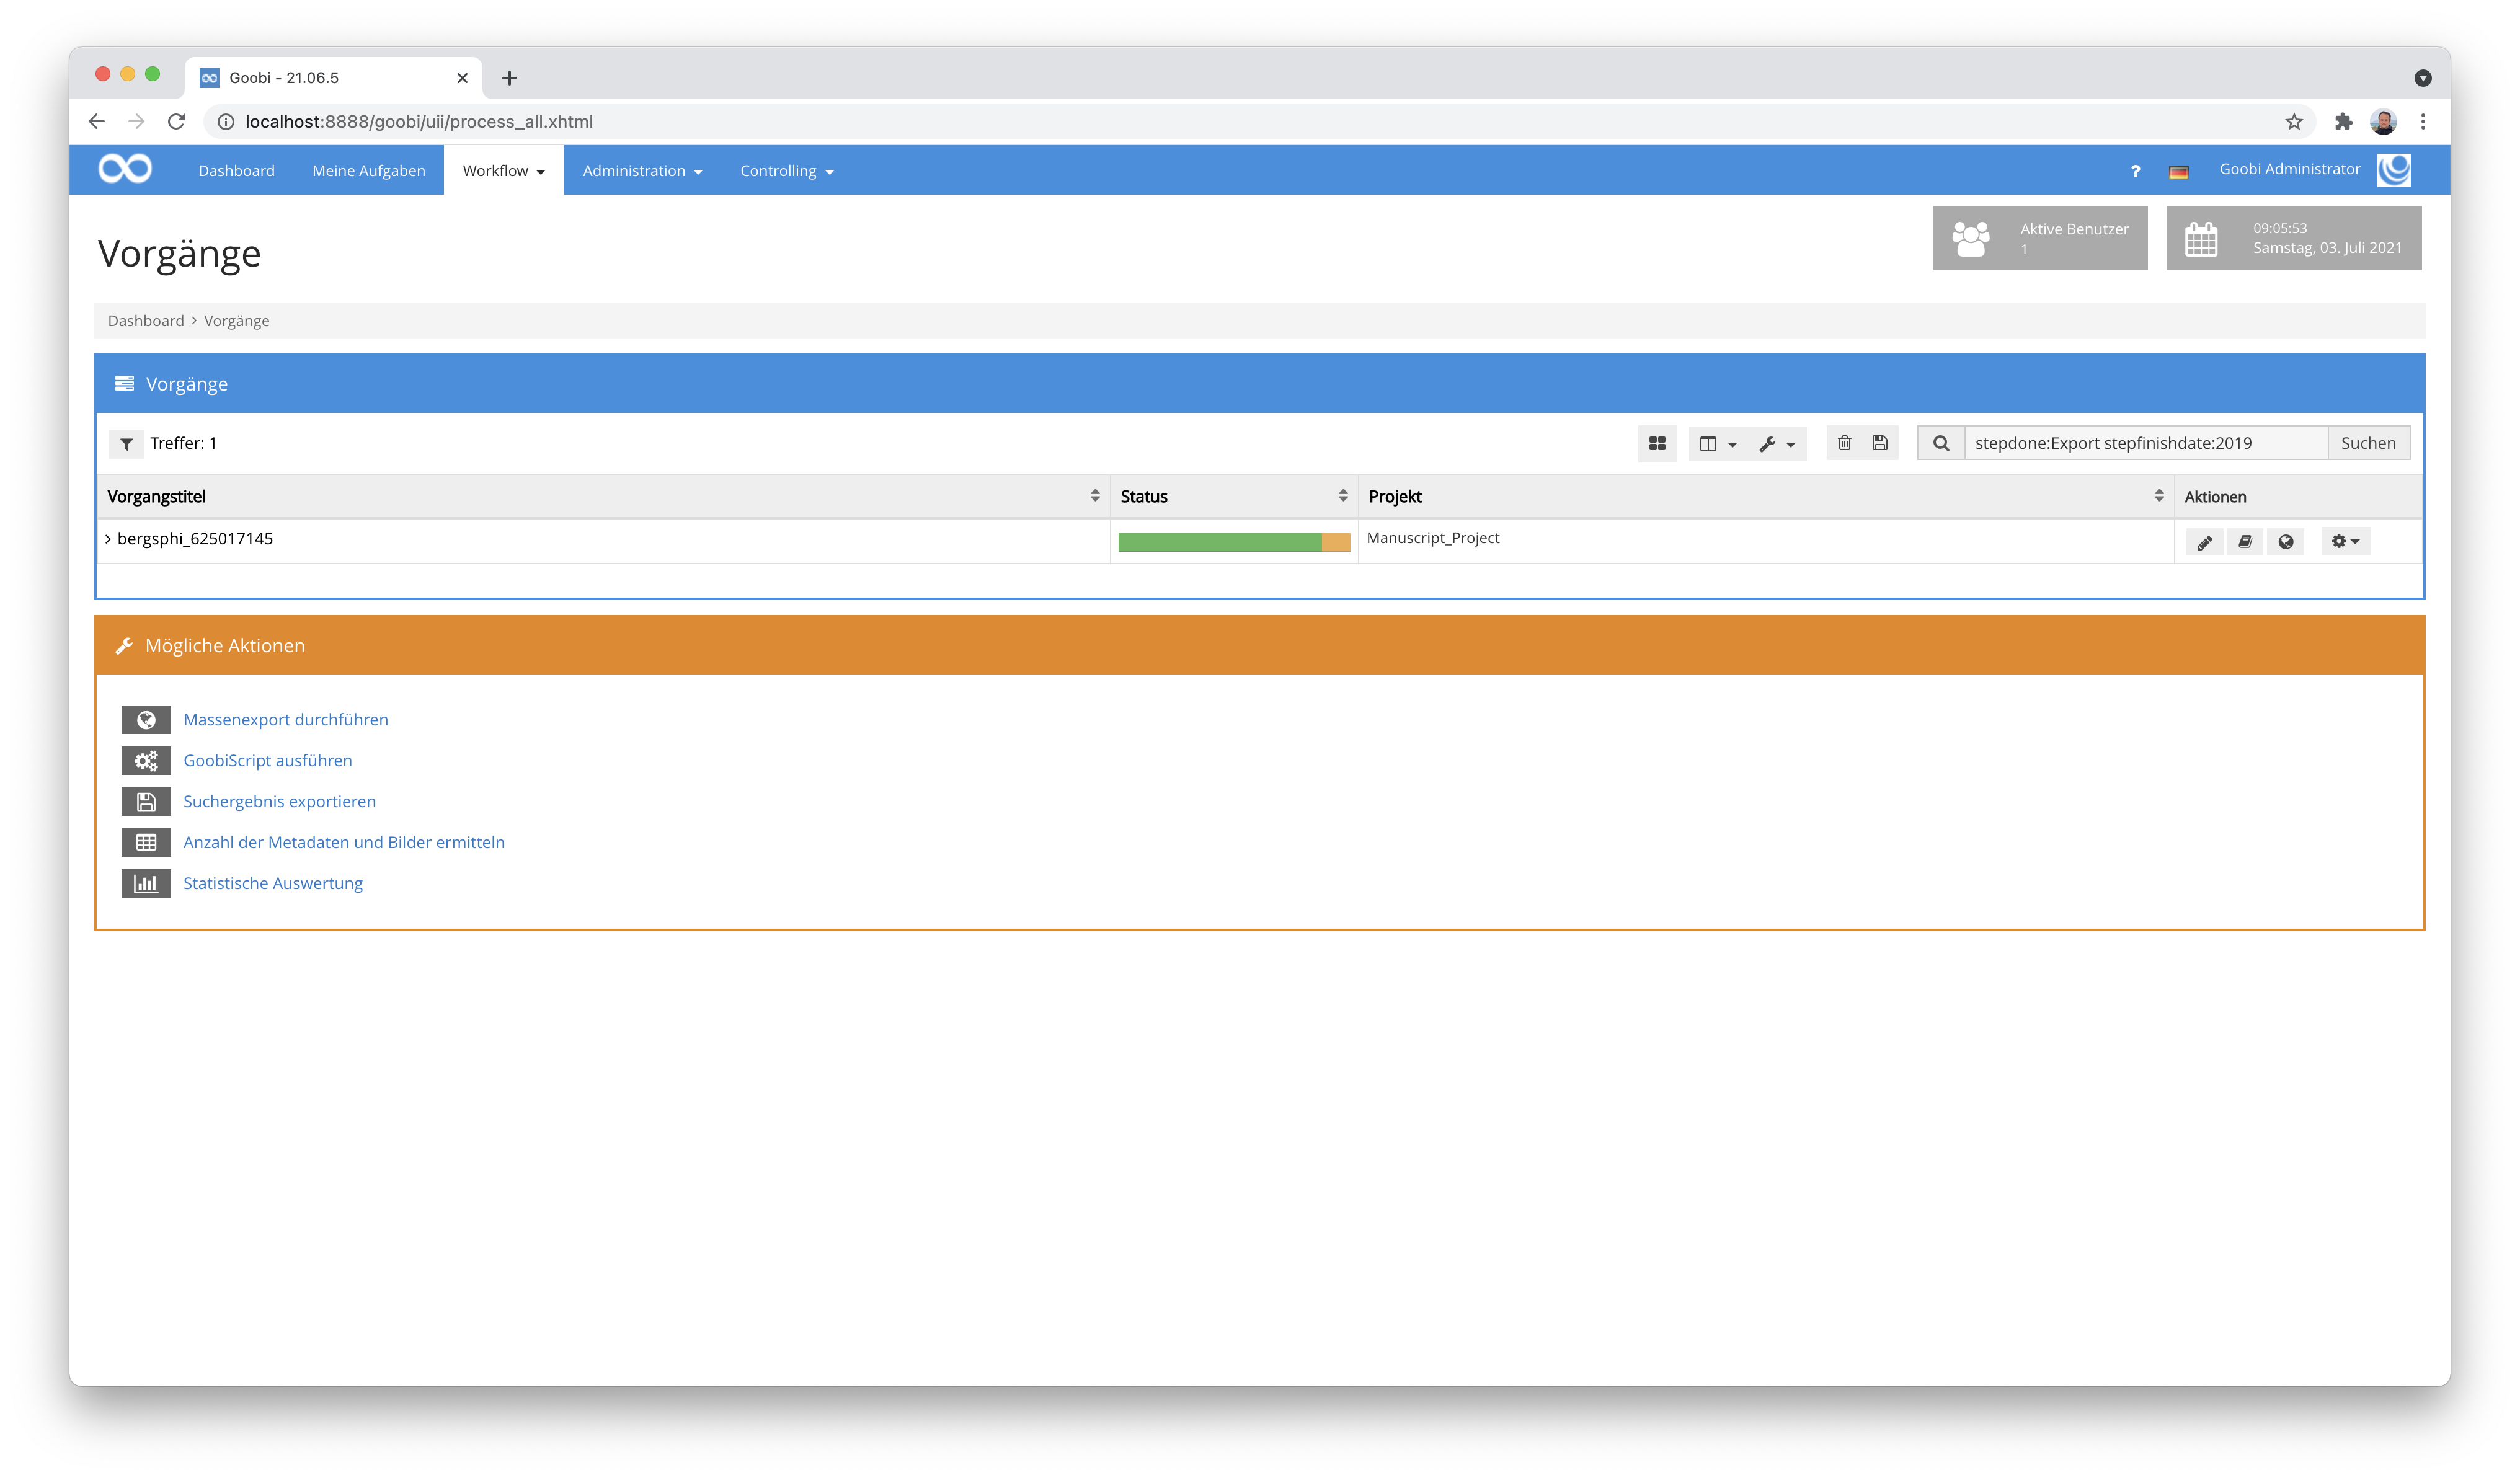 Goobi - 21.06.5
localhost:8888/goobi/uii/process_all.xhtml
Dashboard Meine Aufgaben Workflow Administration Controlling ? Goobi Administrator
Vorgänge
Aktive Benutzer
1
09:05:53
Samstag, 03. Juli 2021
Dashboard > Vorgänge
Vorgänge
Treffer: 1 stepdone:Export stepfinishdate:2019 Suchen
Vorgangstitel Status Projekt Aktionen
bergsphi_625017145 Manuscript_Project
Mögliche Aktionen
Massenexport durchführen
GoobiScript ausführen
Suchergebnis exportieren
Anzahl der Metadaten und Bilder ermitteln
Statistische Auswertung